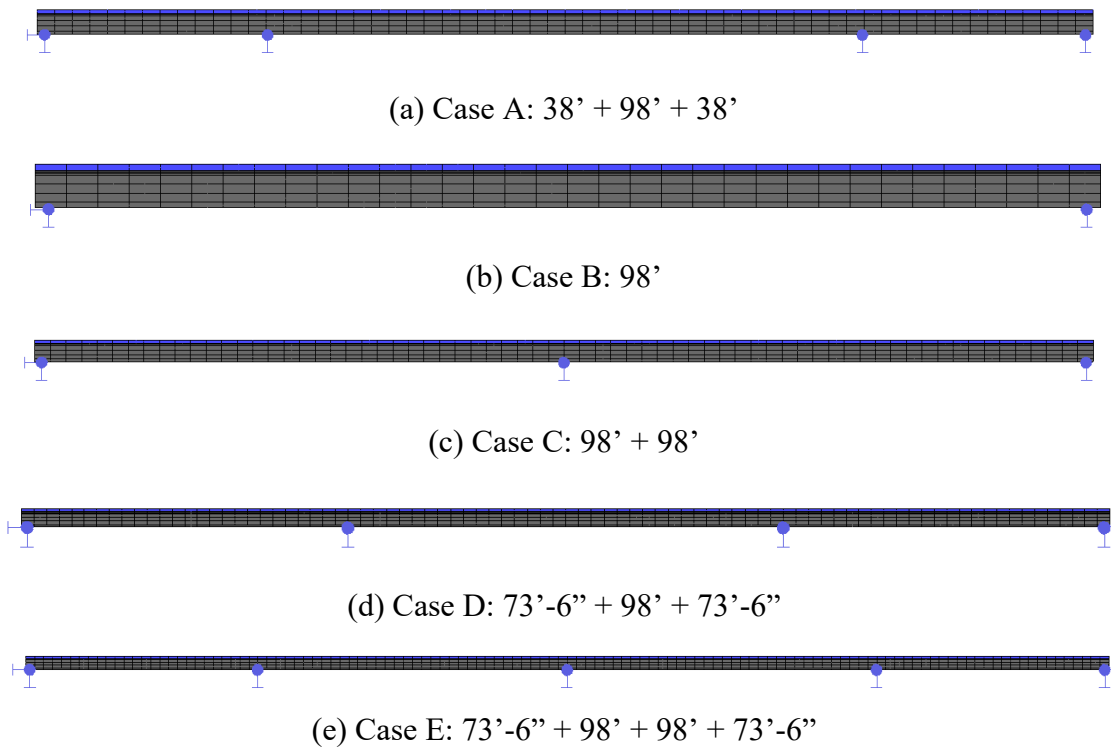 (a) Case A: 38’ + 98’ + 38’
(b) Case B: 98’
(c) Case C: 98’ + 98’
(d) Case D: 73’-6” + 98’ + 73’-6”
(e) Case E: 73’-6” + 98’ + 98’ + 73’-6”